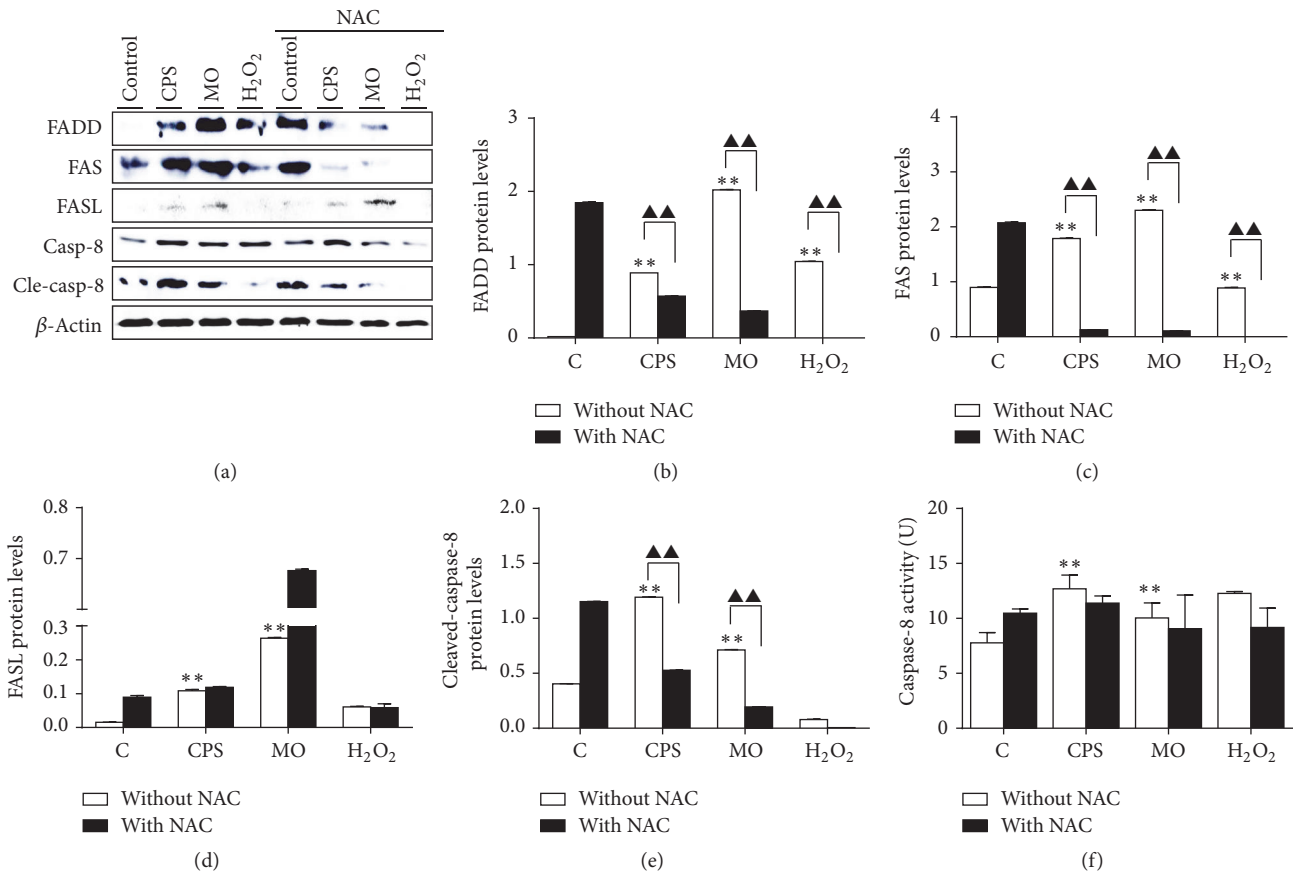 NAC
Control
CPS
MO
H₂O₂
Control
CPS
MO
H₂O₂
FADD
FAS
FASL
Casp-8
Cle-casp-8
β-Actin
(a)
FADD protein levels
3
2
1
0
▲▲
▲▲
▲▲
**
**
**
C CPS MO H₂O₂
Without NAC
With NAC
(b)
FAS protein levels
4
3
2
1
0
▲▲
▲▲
▲▲
**
**
**
C CPS MO H₂O₂
Without NAC
With NAC
(c)
FASL protein levels
0.8
0.7
0.3
0.2
0.1
0.0
**
**
C CPS MO H₂O₂
Without NAC
With NAC
(d)
Cleaved-caspase-8
protein levels
2.0
1.5
1.0
0.5
0.0
▲▲
▲▲
**
**
C CPS MO H₂O₂
Without NAC
With NAC
(e)
Caspase-8 activity (U)
20
15
10
5
0
**
**
C CPS MO H₂O₂
Without NAC
With NAC
(f)